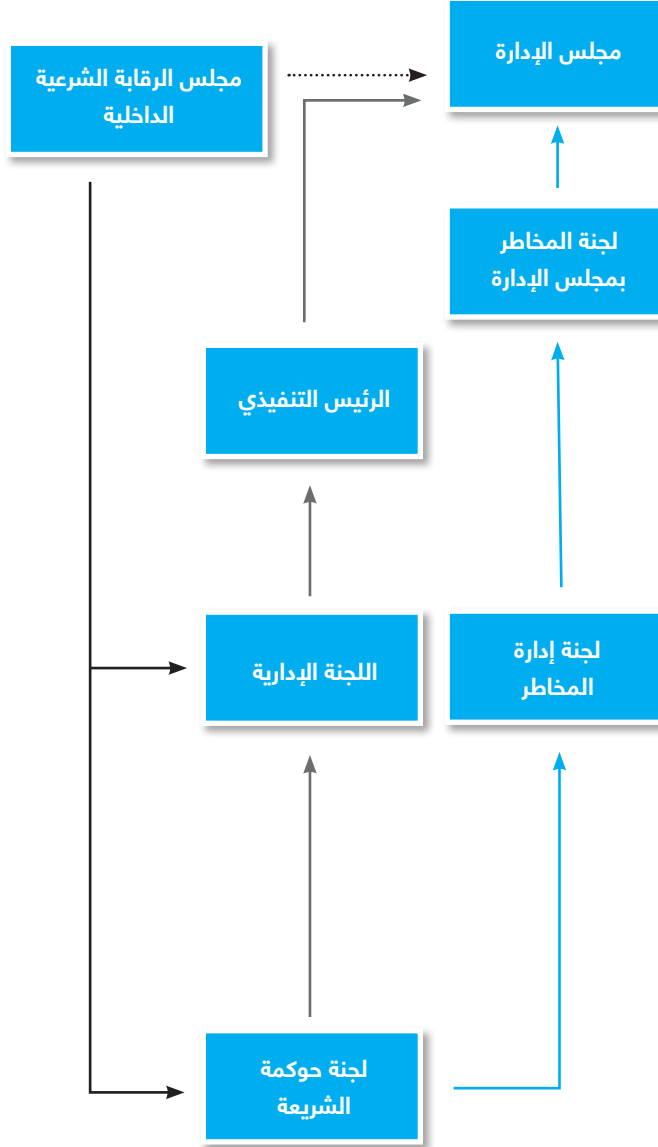 مجلس الإدارة
مجلس الرقابة الشرعية
الداخلية
لجنة المخاطر
بمجلس الإدارة
الرئيس التنفيذي
لجنة إدارة
المخاطر
اللجنة الإدارية
لجنة حوكمة
الشريعة